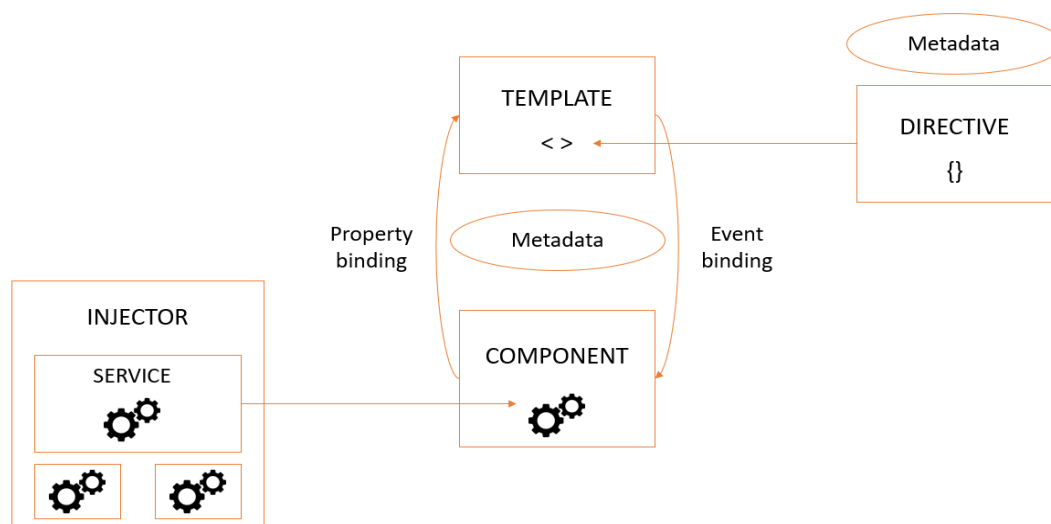 Metadata
TEMPLATE
< >
DIRECTIVE
{}
Property
binding
Metadata
Event
binding
INJECTOR
SERVICE
COMPONENT